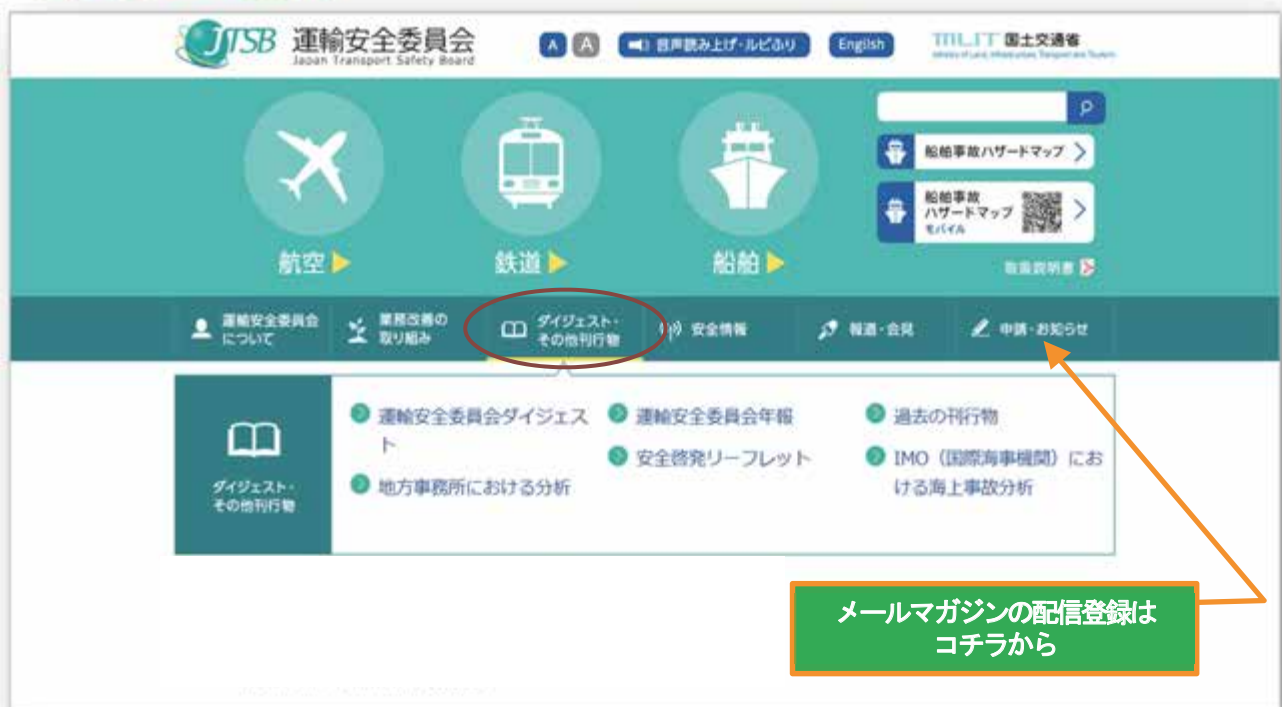 JTSB 運輸安全委員会
Japan Transport Safety Board
A A 音声読み上げ・ルビふり English MLIT 国土交通省
Ministry of Land, Infrastructure, Transport and Tourism
船舶事故ハザードマップ
船舶事故
ハザードマップ
モバイル
航空 鉄道 船舶
取扱説明書
運輸安全委員会
について
業務改善の
取り組み
ダイジェスト・
その他刊行物
安全情報
報道・会見
申請・お知らせ
ダイジェスト・
その他刊行物
運輸安全委員会ダイジェス
ト
地方事務所における分析
運輸安全委員会年報
安全啓発リーフレット
過去の刊行物
IMO（国際海事機関）にお
ける海上事故分析
メールマガジンの配信登録は
コチラから